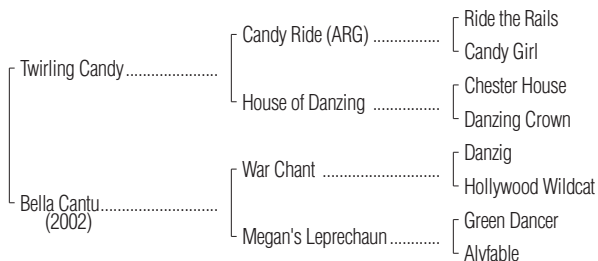 Ride the Rails
Candy Ride (ARG) ................
Candy Girl
Twirling Candy ......................
Chester House
House of Danzing ................
Danzing Crown
Danzig
War Chant ............................
Hollywood Wildcat
Bella Cantu............................
(2002)
Green Dancer
Megan's Leprechaun............
Alyfable